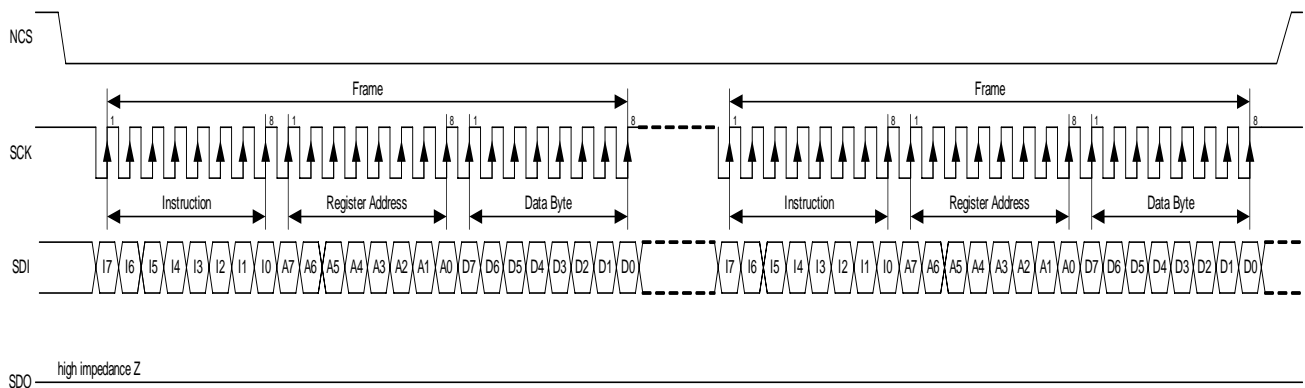 NCS
Frame Frame
1 8 1 8 1 8 1 8 1 8 1 8
SCK
Instruction Register Address Data Byte Instruction Register Address Data Byte
SDI I7 I6 I5 I4 I3 I2 I1 I0 A7 A6 A5 A4 A3 A2 A1 A0 D7 D6 D5 D4 D3 D2 D1 D0 I7 I6 I5 I4 I3 I2 I1 I0 A7 A6 A5 A4 A3 A2 A1 A0 D7 D6 D5 D4 D3 D2 D1 D0
high impedance Z
SDO